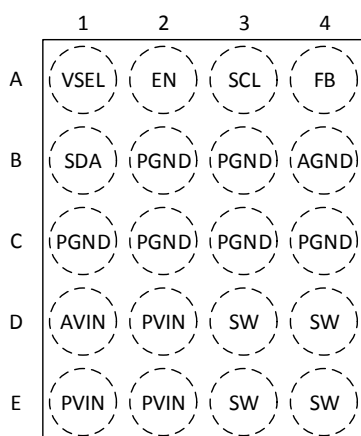 1 2 3 4
A VSEL EN SCL FB
B SDA PGND PGND AGND
C PGND PGND PGND PGND
D AVIN PVIN SW SW
E PVIN PVIN SW SW